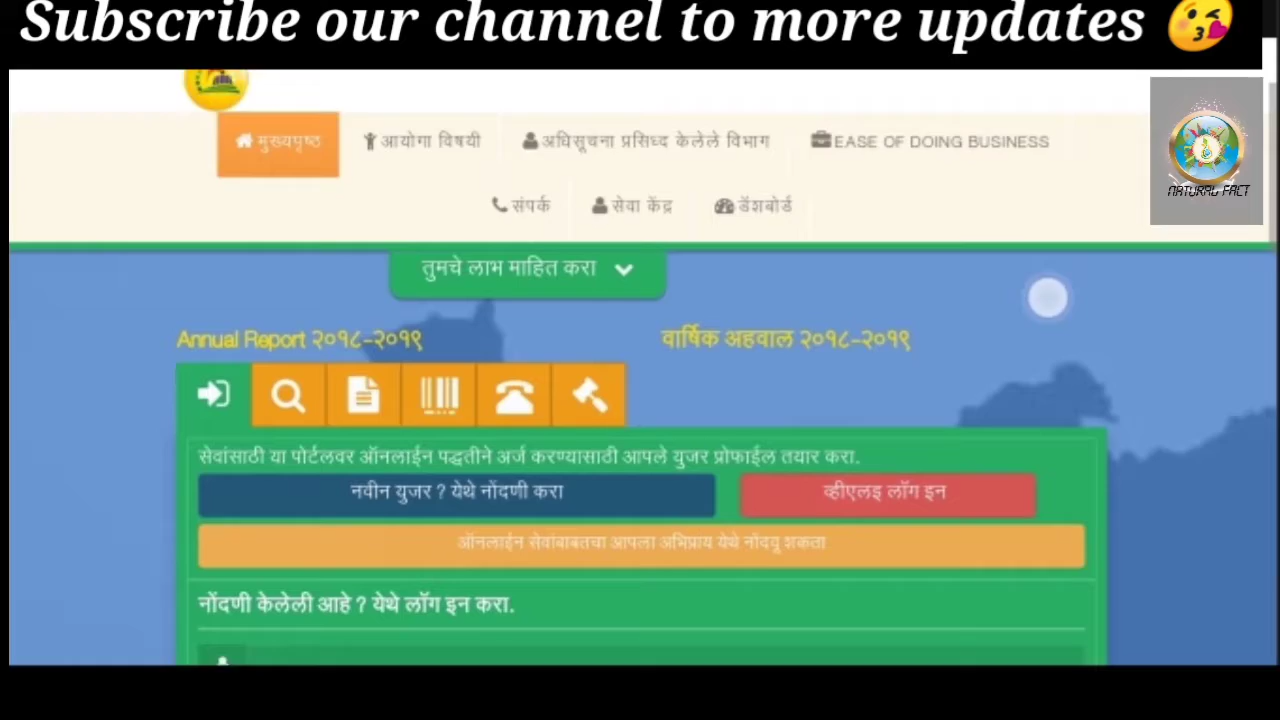 Subscribe our channel to more updates 😘
NATURAL FACT
मुख्यपृष्ठ आयोगा विषयी अधिसूचना प्रसिध्द केलेले विभाग EASE OF DOING BUSINESS
संपर्क सेवा केंद्र डॅशबोर्ड
तुमचे लाभ माहित करा
Annual Report २०१८-२०१९ वार्षिक अहवाल २०१८-२०१९
सेवांसाठी या पोर्टलवर ऑनलाईन पद्धतीने अर्ज करण्यासाठी आपले युजर प्रोफाईल तयार करा.
नवीन युजर ? येथे नोंदणी करा व्हीएलइ लॉग इन
ऑनलाईन सेवांबाबतचा आपला अभिप्राय येथे नोंदवू शकता
नोंदणी केलेली आहे ? येथे लॉग इन करा.